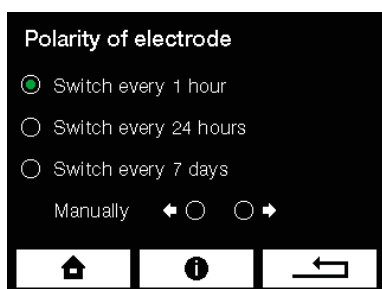 Polarity of electrode
Switch every 1 hour
Switch every 24 hours
Switch every 7 days
Manually